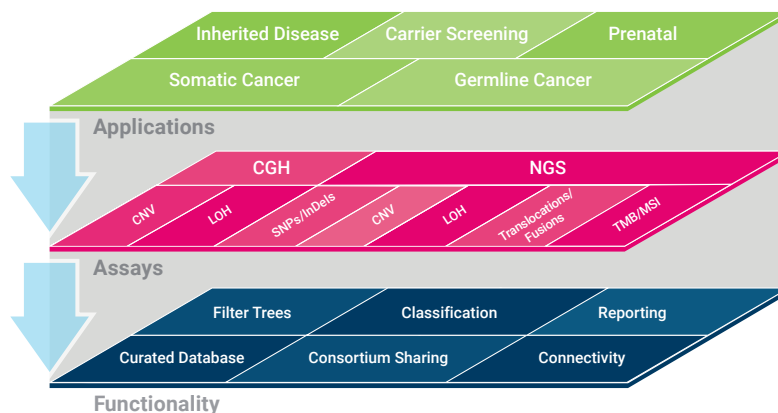 Inherited Disease Carrier Screening Prenatal
Somatic Cancer Germline Cancer
Applications
CGH NGS
CNV LOH SNPs/InDels CNV LOH Translocations/
Fusions TMB/MSI
Assays
Filter Trees Classification Reporting
Curated Database Consortium Sharing Connectivity
Functionality